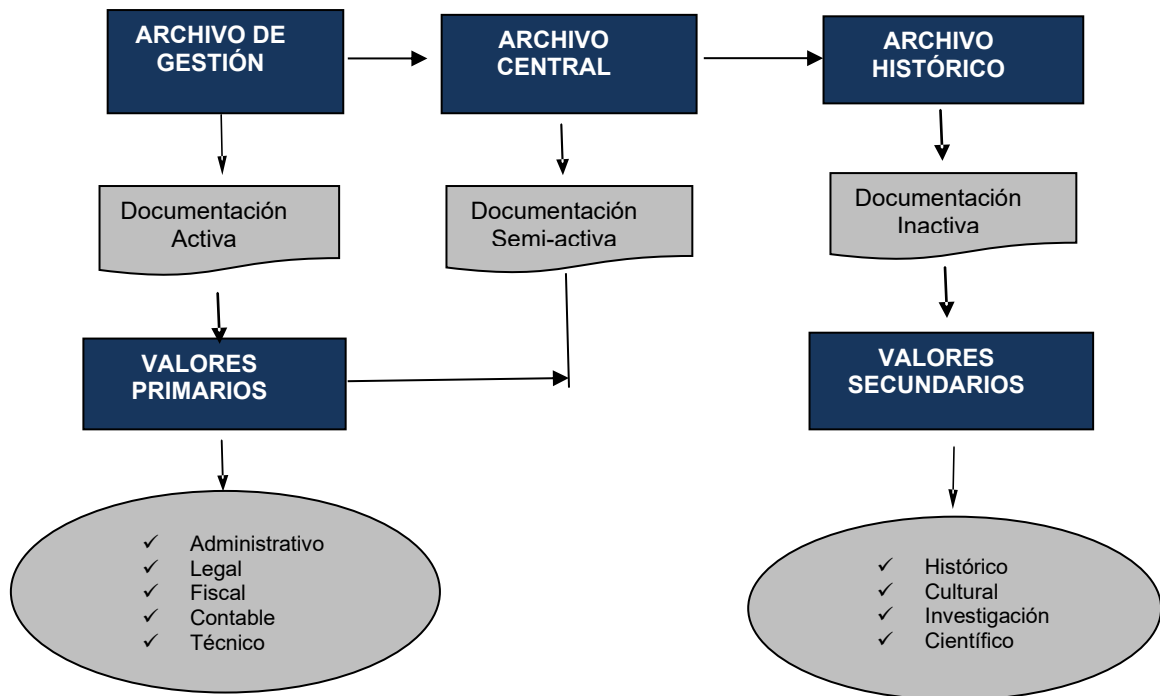 ARCHIVO DE
GESTIÓN
ARCHIVO
CENTRAL
ARCHIVO
HISTÓRICO
Documentación
Activa
Documentación
Semi-activa
Documentación
Inactiva
VALORES
PRIMARIOS
VALORES
SECUNDARIOS
✓ Administrativo
✓ Legal
✓ Fiscal
✓ Contable
✓ Técnico
✓ Histórico
✓ Cultural
✓ Investigación
✓ Científico